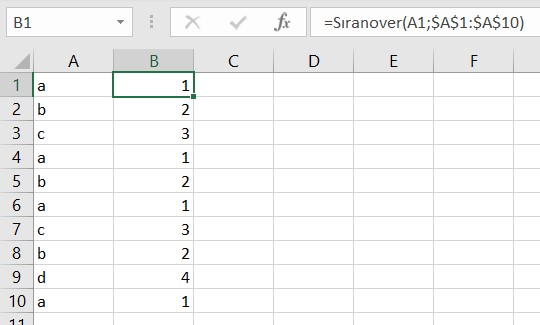 B1 fx =Sıranover(A1;$A$1:$A$10)
A B C D E F
1 a 1
2 b 2
3 c 3
4 a 1
5 b 2
6 a 1
7 c 3
8 b 2
9 d 4
10 a 1
11